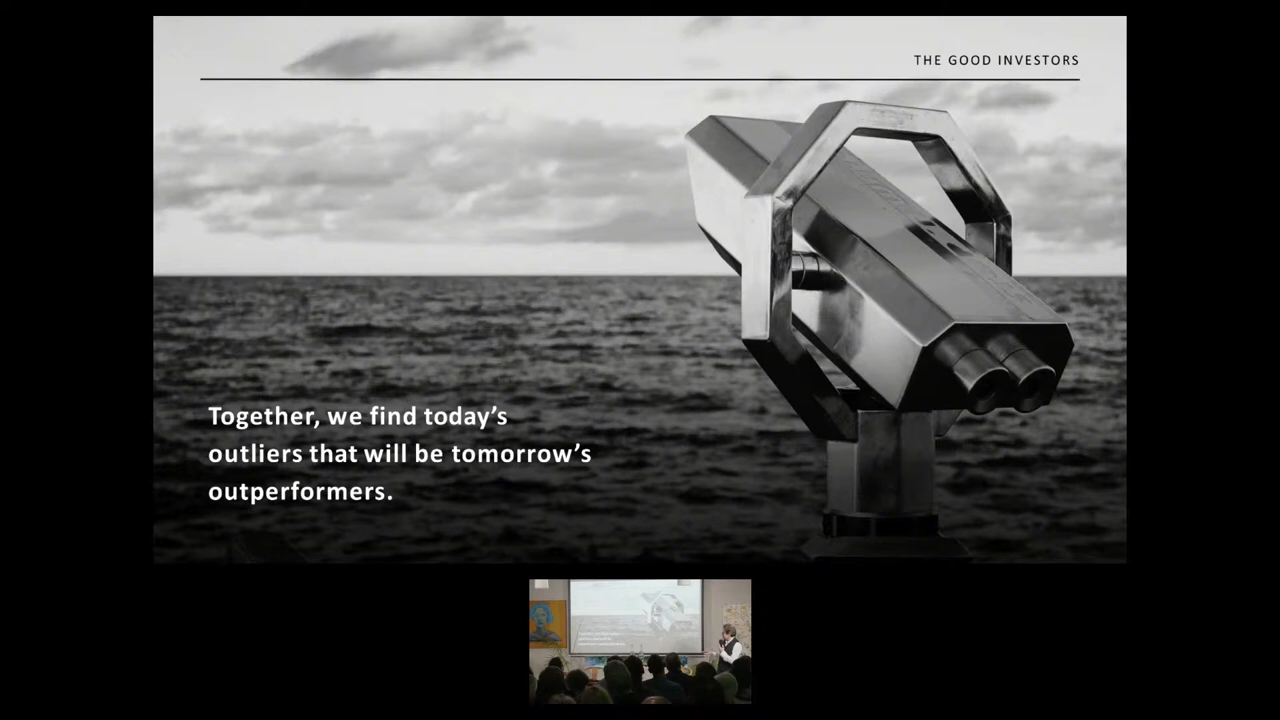 THE GOOD INVESTORS
Together, we find today's
outliers that will be tomorrow's
outperformers.